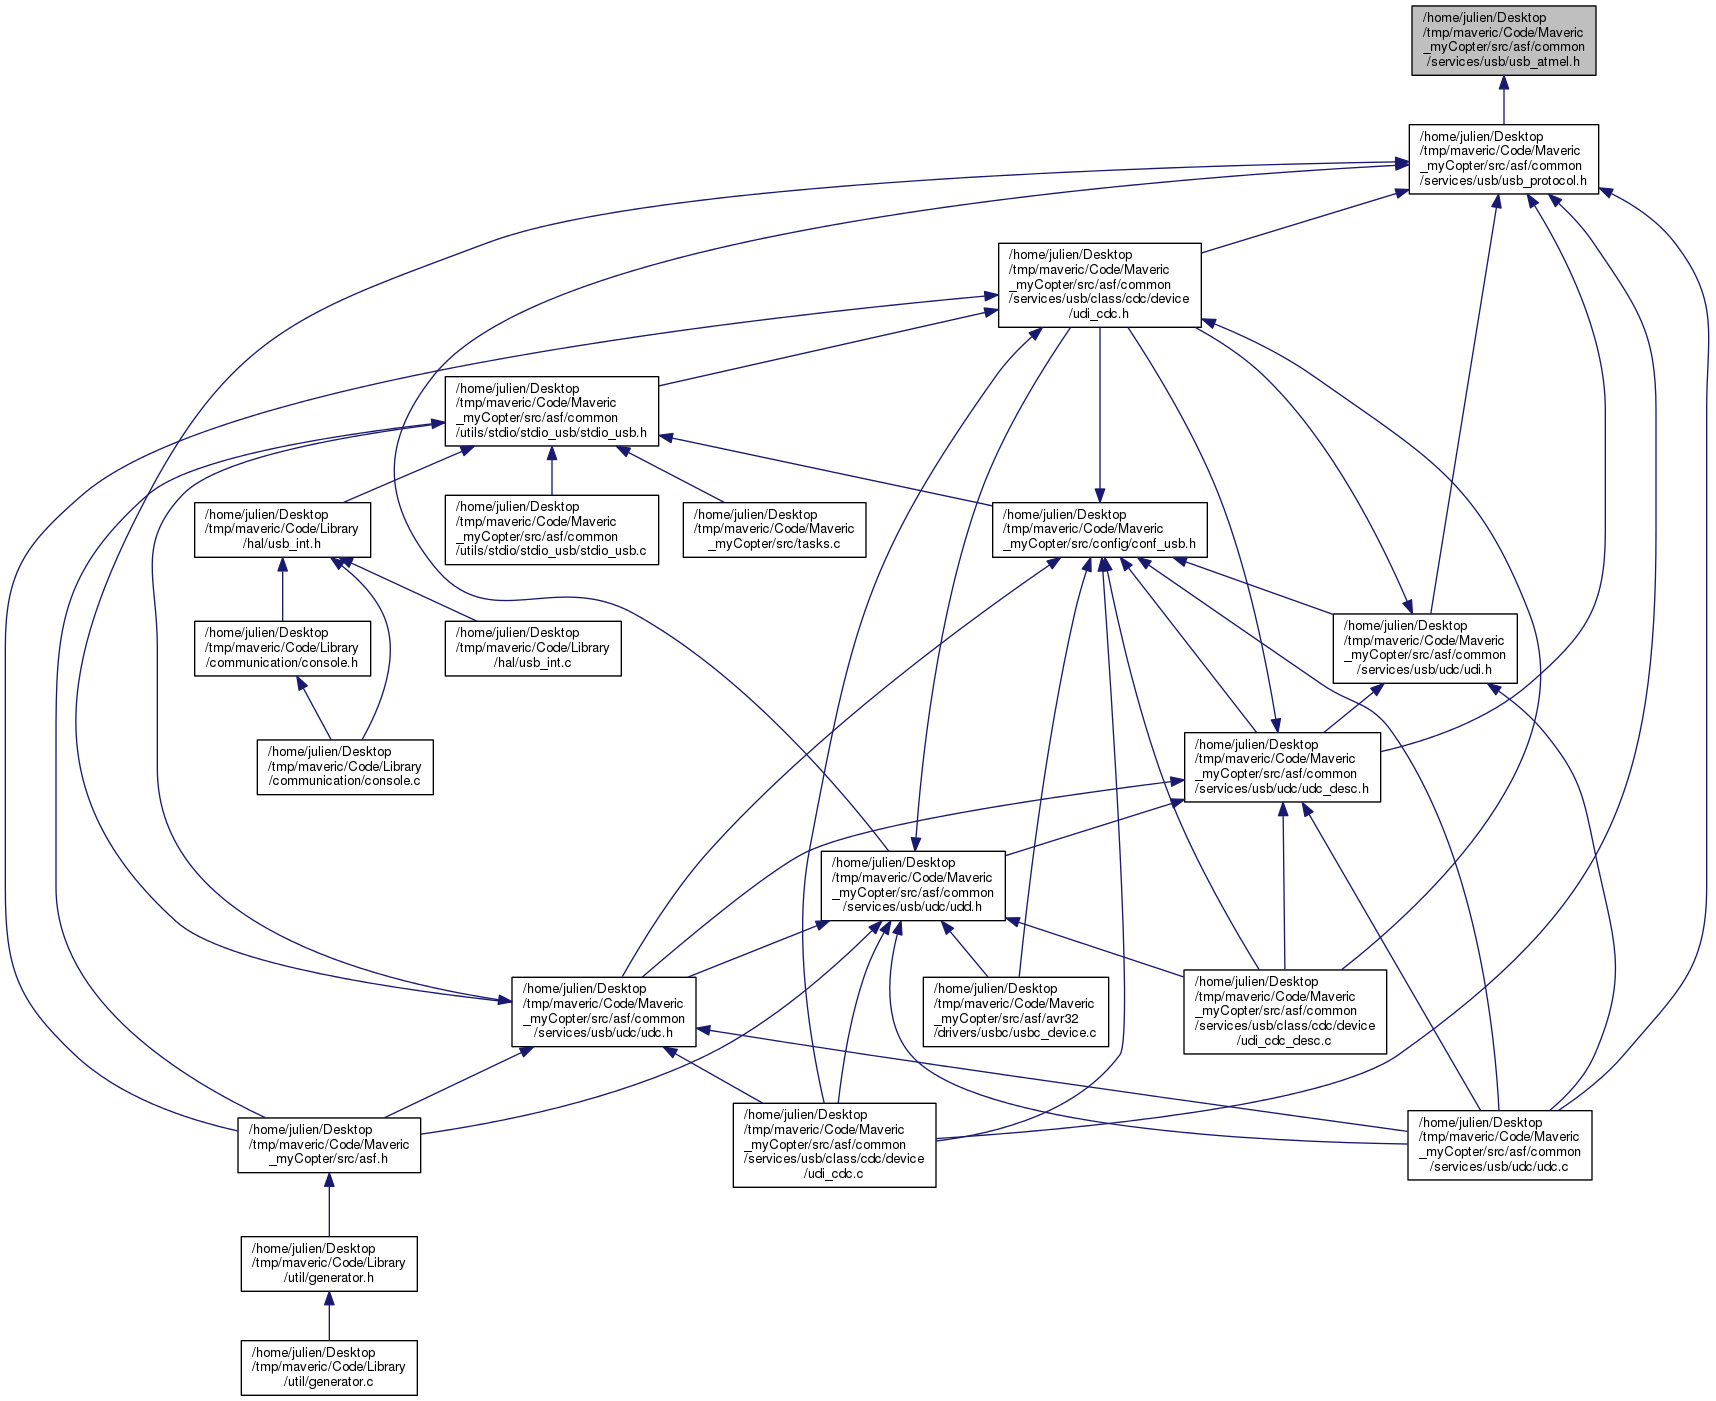 /home/julien/Desktop
/tmp/maveric/Code/Maveric
_myCopter/src/asf/common
/services/usb/usb_atmel.h
/home/julien/Desktop
/tmp/maveric/Code/Maveric
_myCopter/src/asf/common
/services/usb/usb_protocol.h
/home/julien/Desktop
/tmp/maveric/Code/Maveric
_myCopter/src/asf/common
/services/usb/class/cdc/device
/udi_cdc.h
/home/julien/Desktop
/tmp/maveric/Code/Maveric
_myCopter/src/asf/common
/utils/stdio/stdio_usb/stdio_usb.h
/home/julien/Desktop
/tmp/maveric/Code/Library
/hal/usb_int.h
/home/julien/Desktop
/tmp/maveric/Code/Maveric
_myCopter/src/asf/common
/utils/stdio/stdio_usb/stdio_usb.c
/home/julien/Desktop
/tmp/maveric/Code/Maveric
_myCopter/src/tasks.c
/home/julien/Desktop
/tmp/maveric/Code/Maveric
_myCopter/src/config/conf_usb.h
/home/julien/Desktop
/tmp/maveric/Code/Library
/communication/console.h
/home/julien/Desktop
/tmp/maveric/Code/Library
/hal/usb_int.c
/home/julien/Desktop
/tmp/maveric/Code/Maveric
_myCopter/src/asf/common
/services/usb/udc/udi.h
/home/julien/Desktop
/tmp/maveric/Code/Library
/communication/console.c
/home/julien/Desktop
/tmp/maveric/Code/Maveric
_myCopter/src/asf/common
/services/usb/udc/udc_desc.h
/home/julien/Desktop
/tmp/maveric/Code/Maveric
_myCopter/src/asf/common
/services/usb/udc/udd.h
/home/julien/Desktop
/tmp/maveric/Code/Maveric
_myCopter/src/asf/common
/services/usb/udc/udc.h
/home/julien/Desktop
/tmp/maveric/Code/Maveric
_myCopter/src/asf/avr32
/drivers/usbc/usbc_device.c
/home/julien/Desktop
/tmp/maveric/Code/Maveric
_myCopter/src/asf/common
/services/usb/class/cdc/device
/udi_cdc_desc.c
/home/julien/Desktop
/tmp/maveric/Code/Maveric
_myCopter/src/asf.h
/home/julien/Desktop
/tmp/maveric/Code/Maveric
_myCopter/src/asf/common
/services/usb/class/cdc/device
/udi_cdc.c
/home/julien/Desktop
/tmp/maveric/Code/Maveric
_myCopter/src/asf/common
/services/usb/udc/udc.c
/home/julien/Desktop
/tmp/maveric/Code/Library
/util/generator.h
/home/julien/Desktop
/tmp/maveric/Code/Library
/util/generator.c